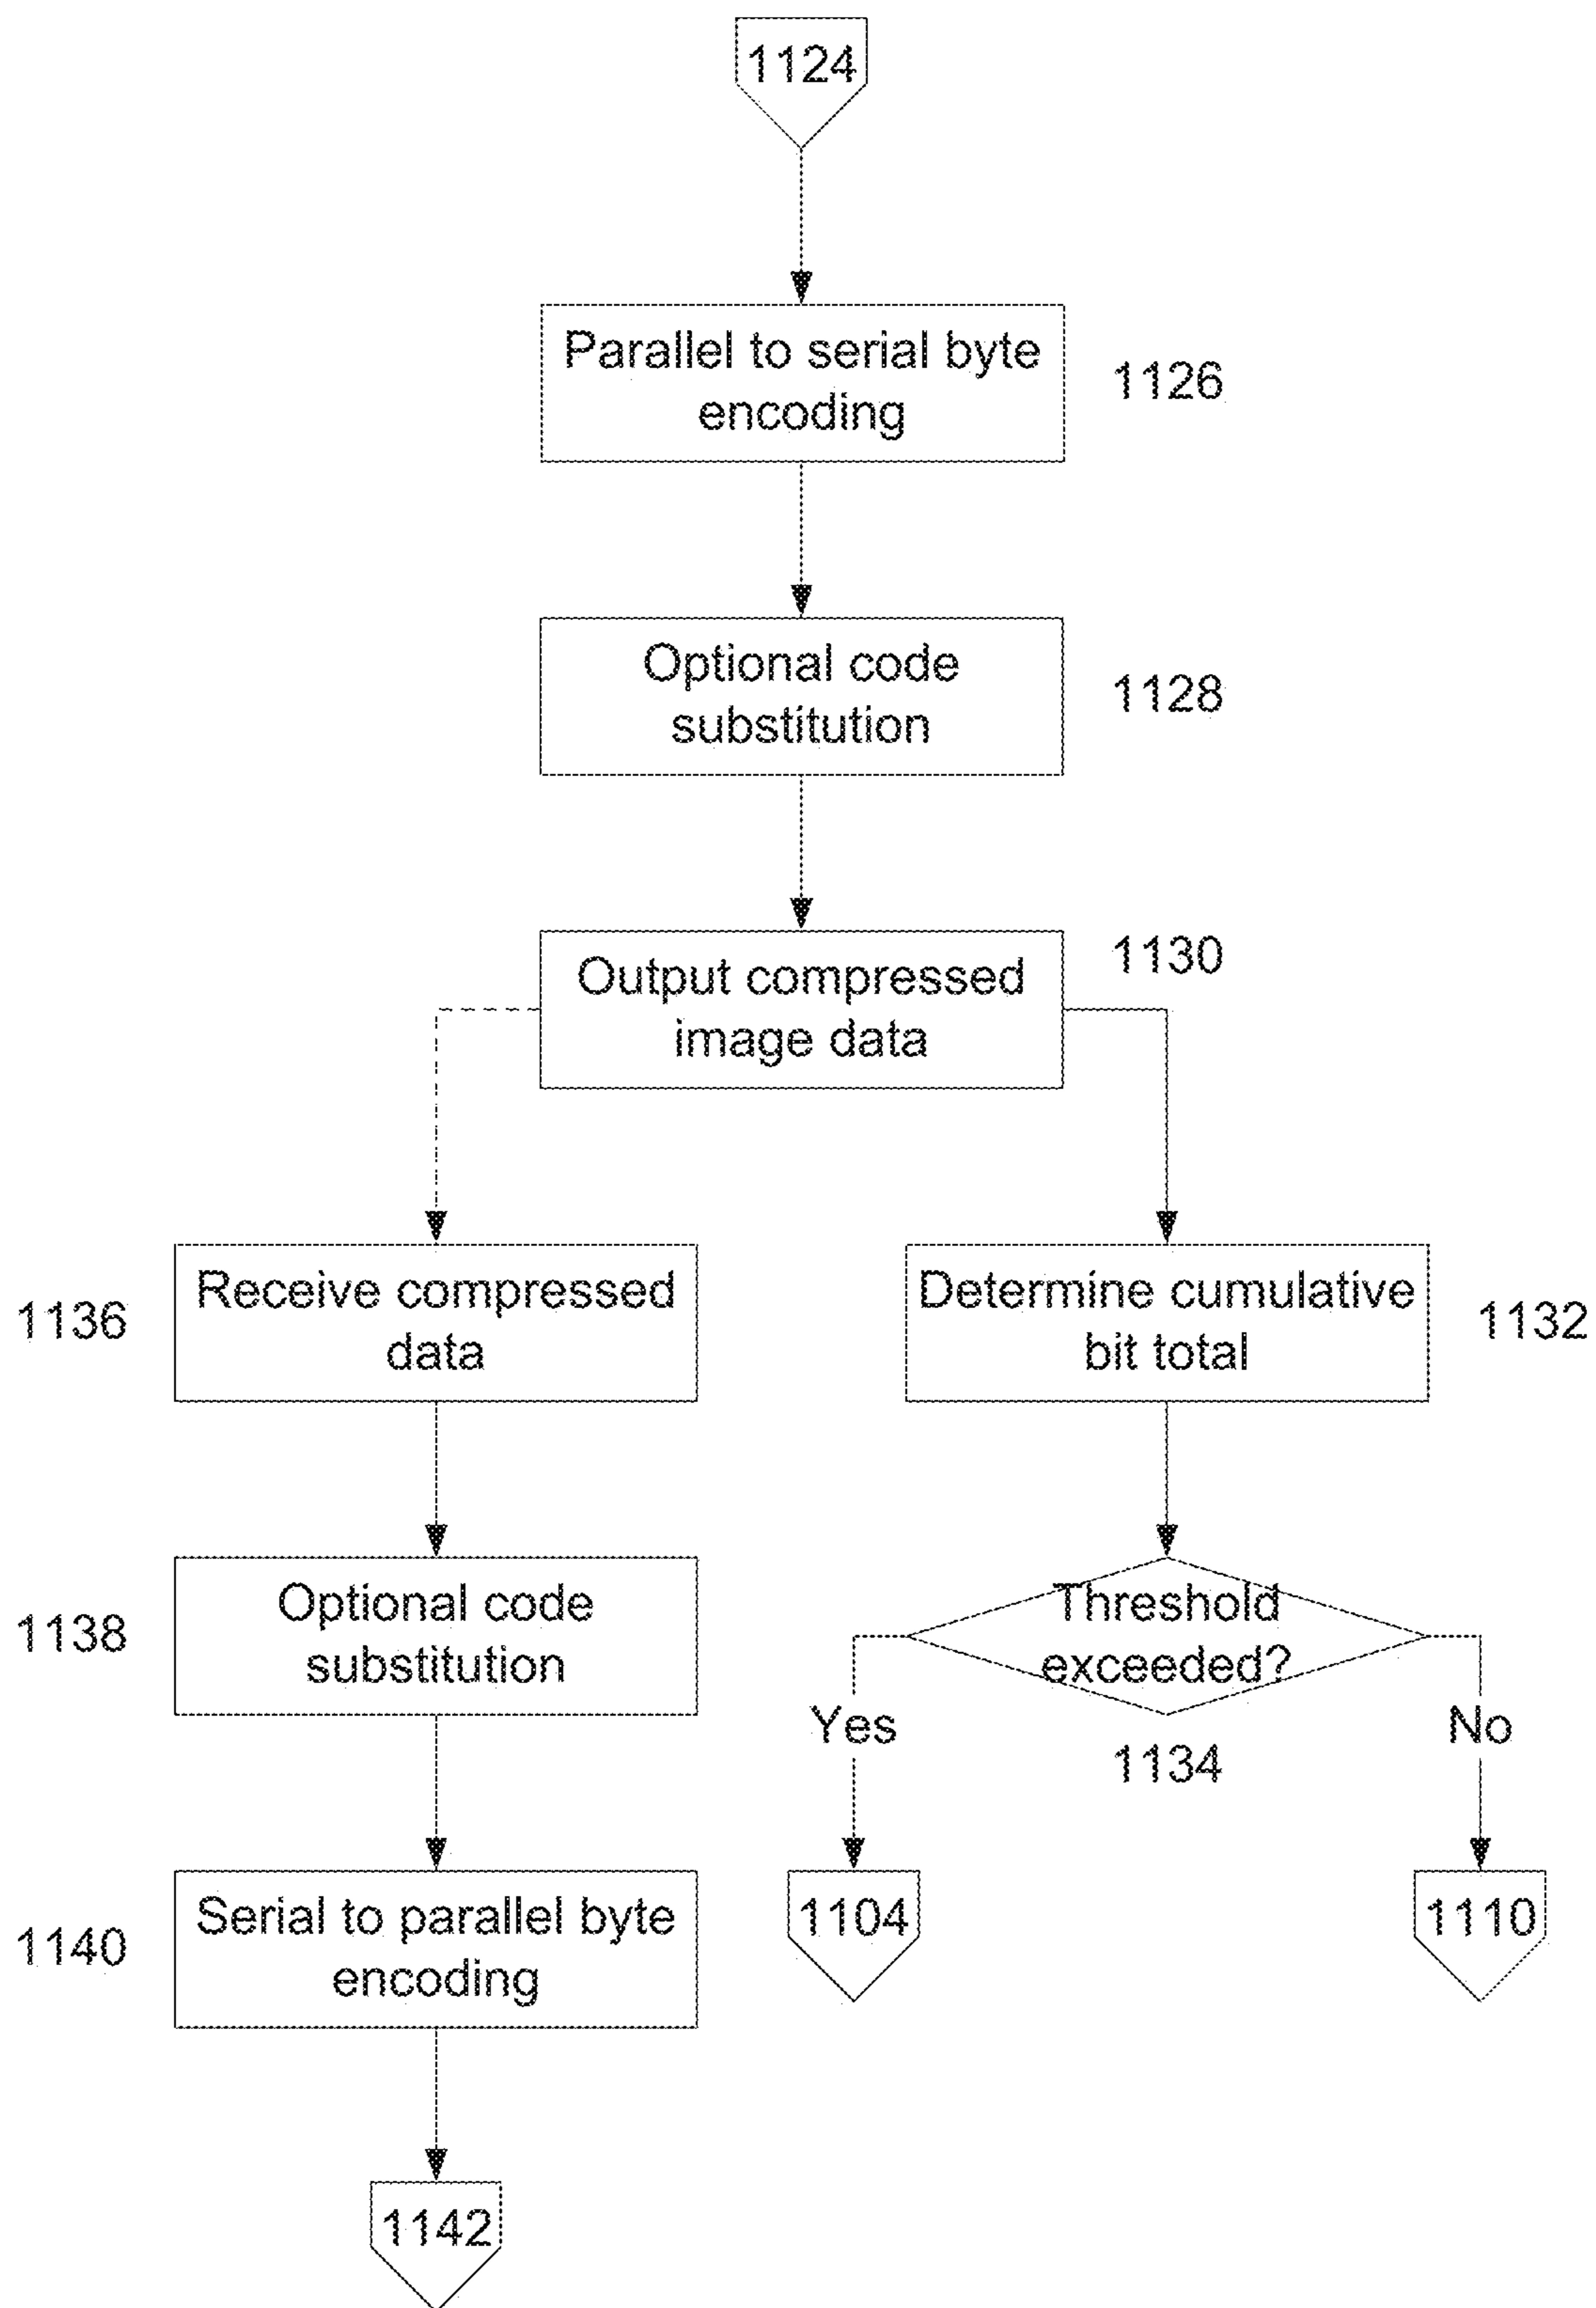 1124
Parallel to serial byte
encoding
1126
Optional code
substitution
1128
Output compressed
image data
1130
1136
Receive compressed
data
Determine cumulative
bit total
1132
1138
Optional code
substitution
Threshold
exceeded?
Yes
1134
No
1140
Serial to parallel byte
encoding
1104
1110
1142